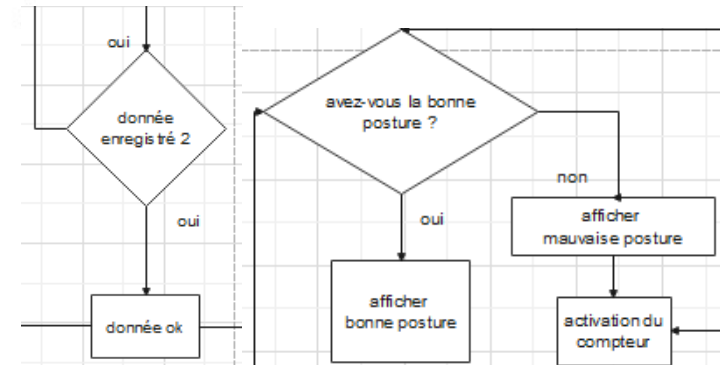 oui
donnée
enregistré 2
oui
donnée ok
avez-vous la bonne
posture ?
non
oui
afficher
mauvaise posture
afficher
bonne posture
activation du
compteur